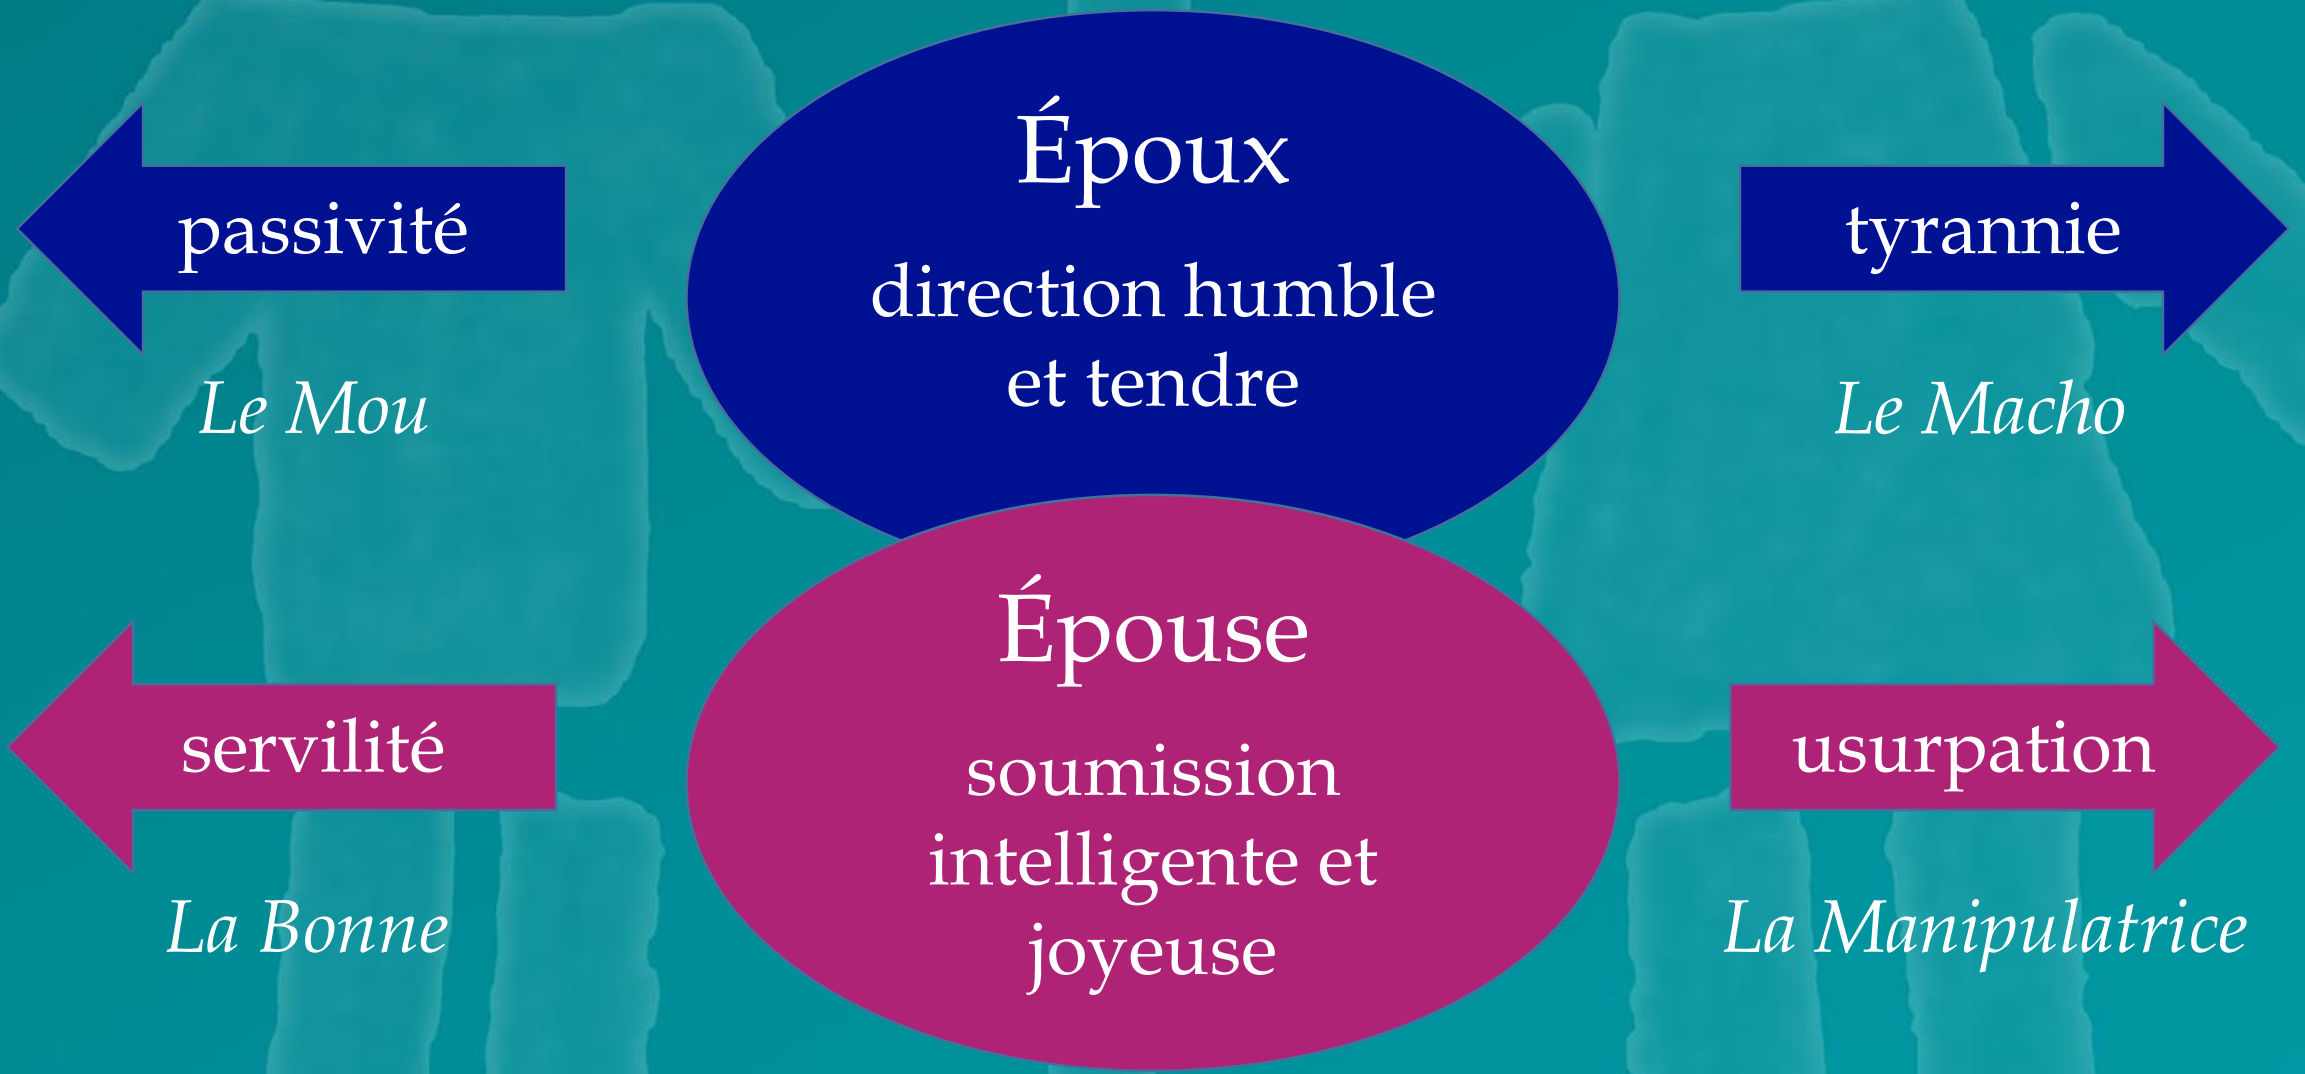 Époux
direction humble
et tendre
passivité
Le Mou
tyrannie
Le Macho
Épouse
soumission
intelligente et
joyeuse
servilité
La Bonne
usurpation
La Manipulatrice